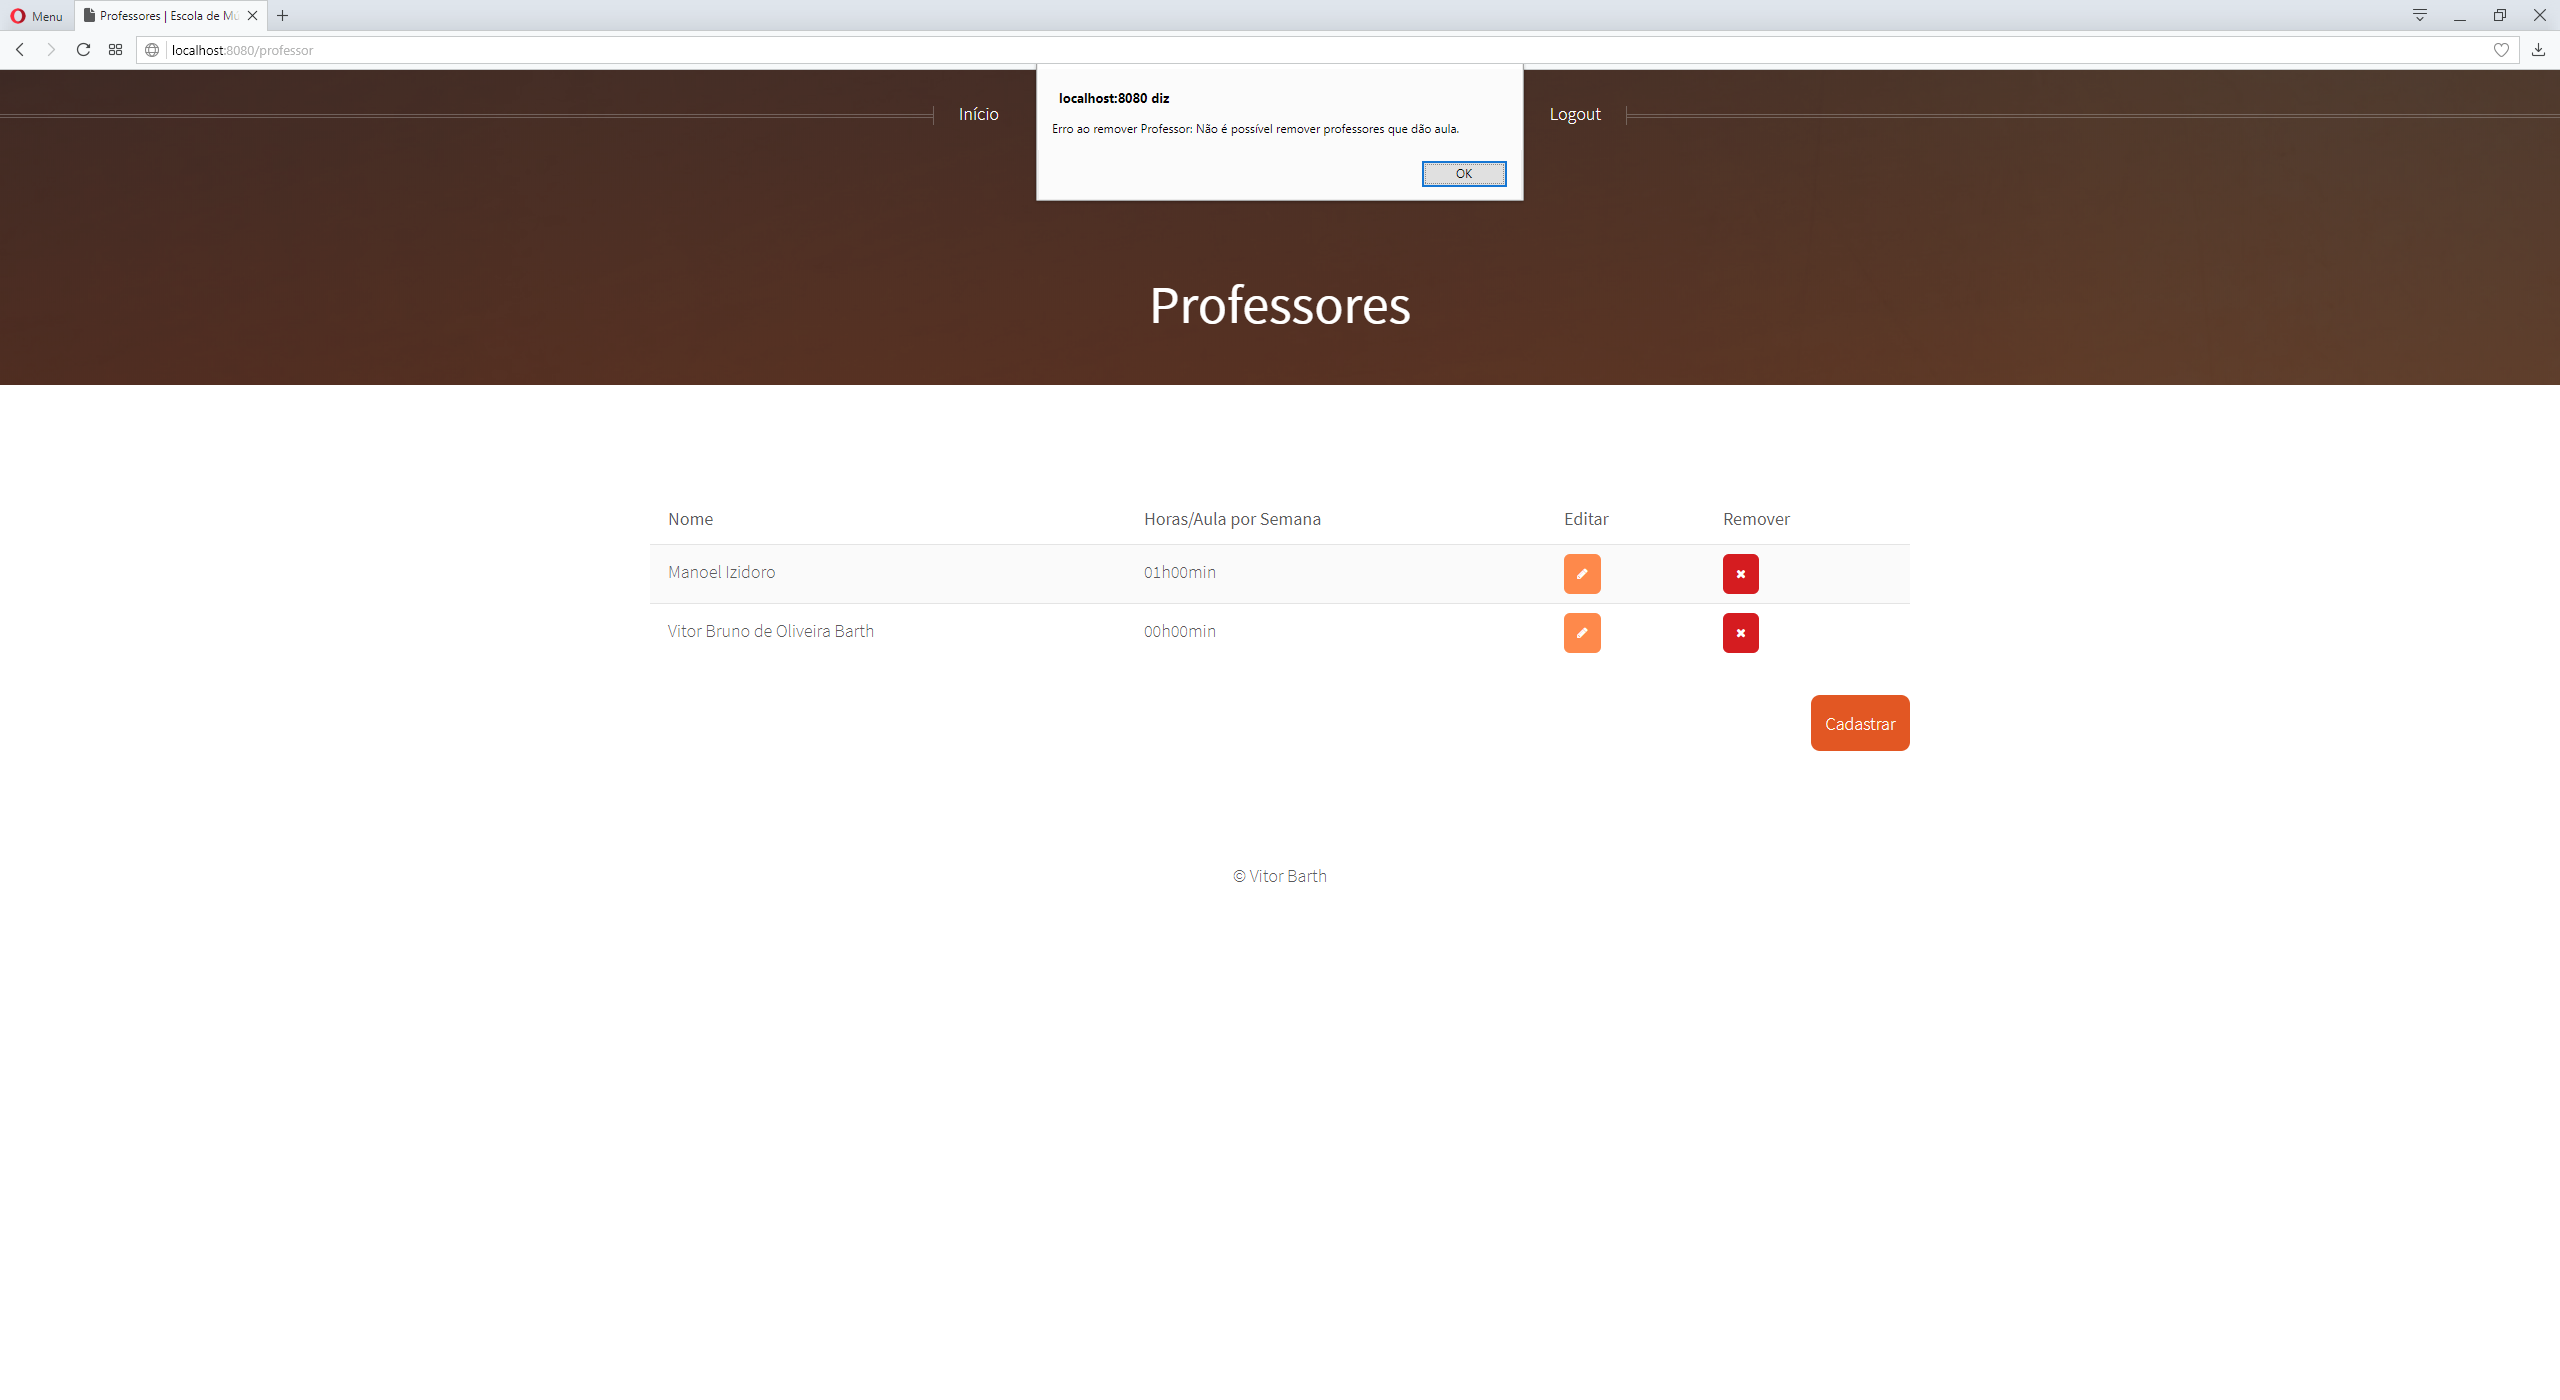 Menu
Professores | Escola de Mú
localhost:8080/professor
localhost:8080 diz
Erro ao remover Professor: Não é possível remover professores que dão aula.
OK
Início
Logout
Professores
Nome Horas/Aula por Semana Editar Remover
Manoel Izidoro 01h00min
Vitor Bruno de Oliveira Barth 00h00min
Cadastrar
© Vitor Barth